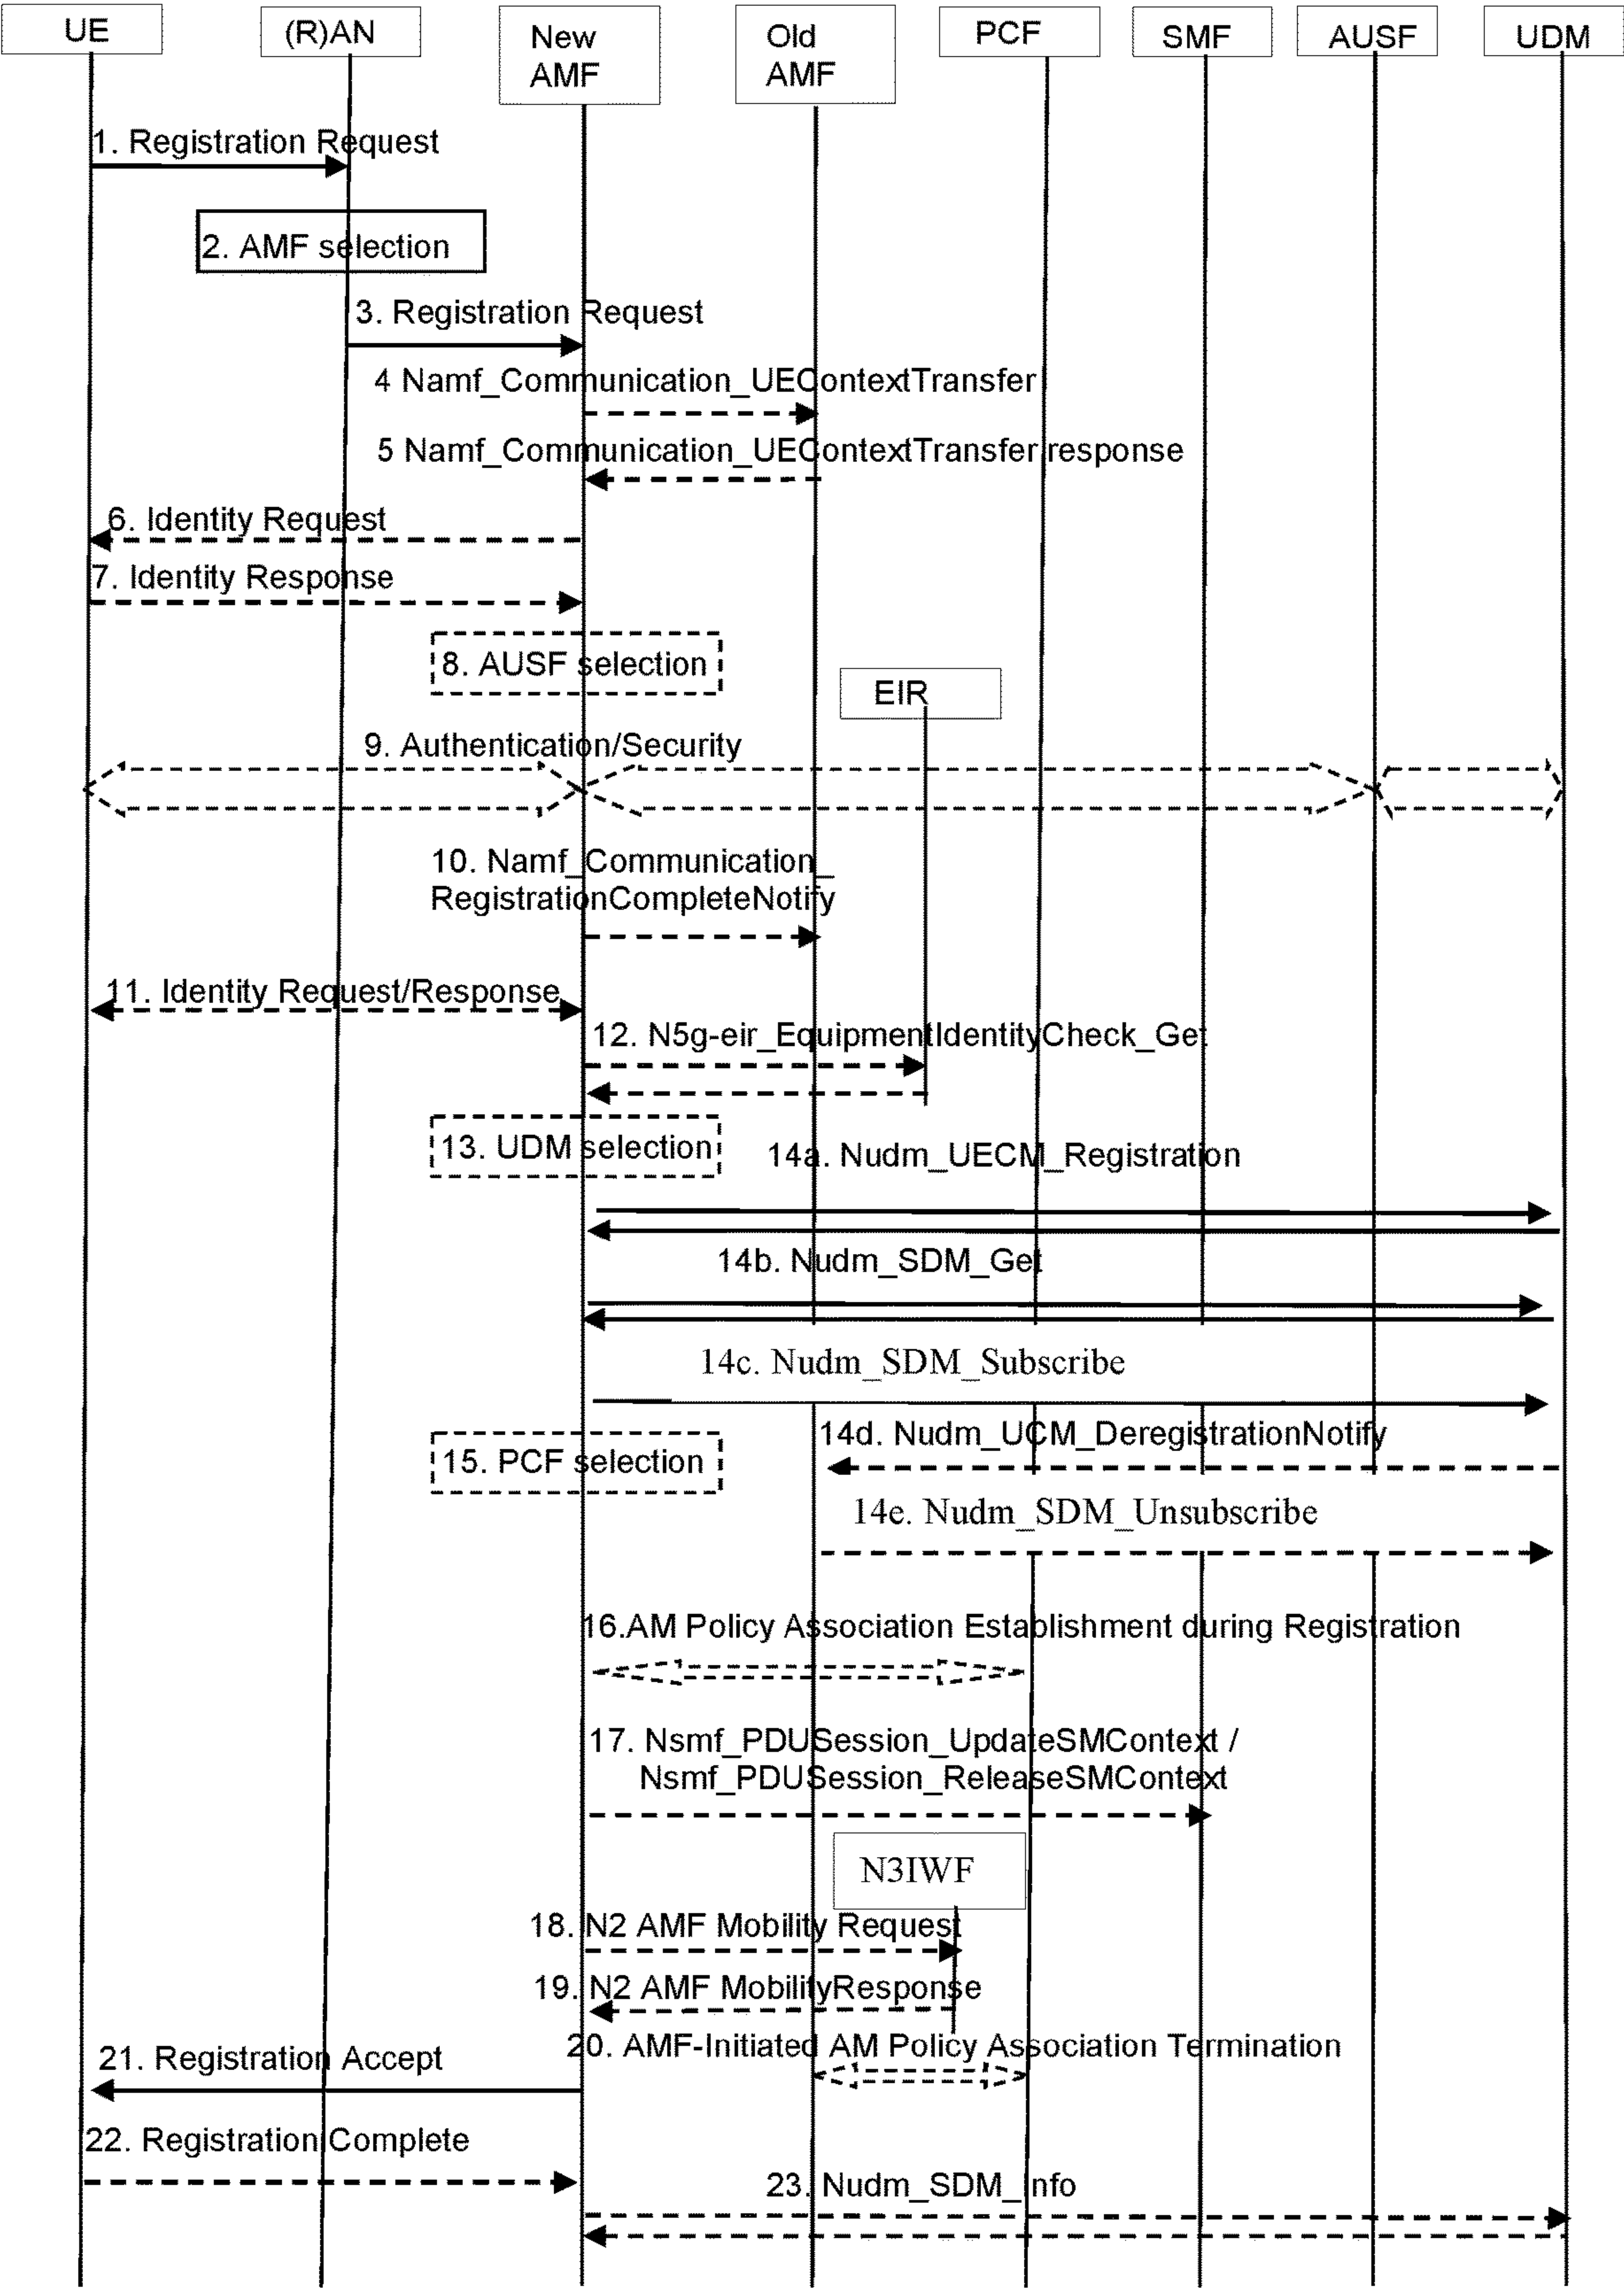 UE
(R)AN
New
AMF
Old
AMF
PCF
SMF
AUSF
UDM
1. Registration Request
2. AMF selection
3. Registration Request
4 Namf_Communication_UEContextTransfer
5 Namf_Communication_UEContextTransfer response
6. Identity Request
7. Identity Response
8. AUSF selection
EIR
9. Authentication/Security
10. Namf_Communication_
RegistrationCompleteNotify
11. Identity Request/Response
12. N5g-eir_EquipmentIdentityCheck_Get
13. UDM selection
14a. Nudm_UECM_Registration
14b. Nudm_SDM_Get
14c. Nudm_SDM_Subscribe
14d. Nudm_UCM_DeregistrationNotify
15. PCF selection
14e. Nudm_SDM_Unsubscribe
16.AM Policy Association Establishment during Registration
17. Nsmf_PDUSession_UpdateSMContext /
Nsmf_PDUSession_ReleaseSMContext
N3IWF
18. N2 AMF Mobility Request
19. N2 AMF MobilityResponse
20. AMF-Initiated AM Policy Association Termination
21. Registration Accept
22. Registration Complete
23. Nudm_SDM_Info